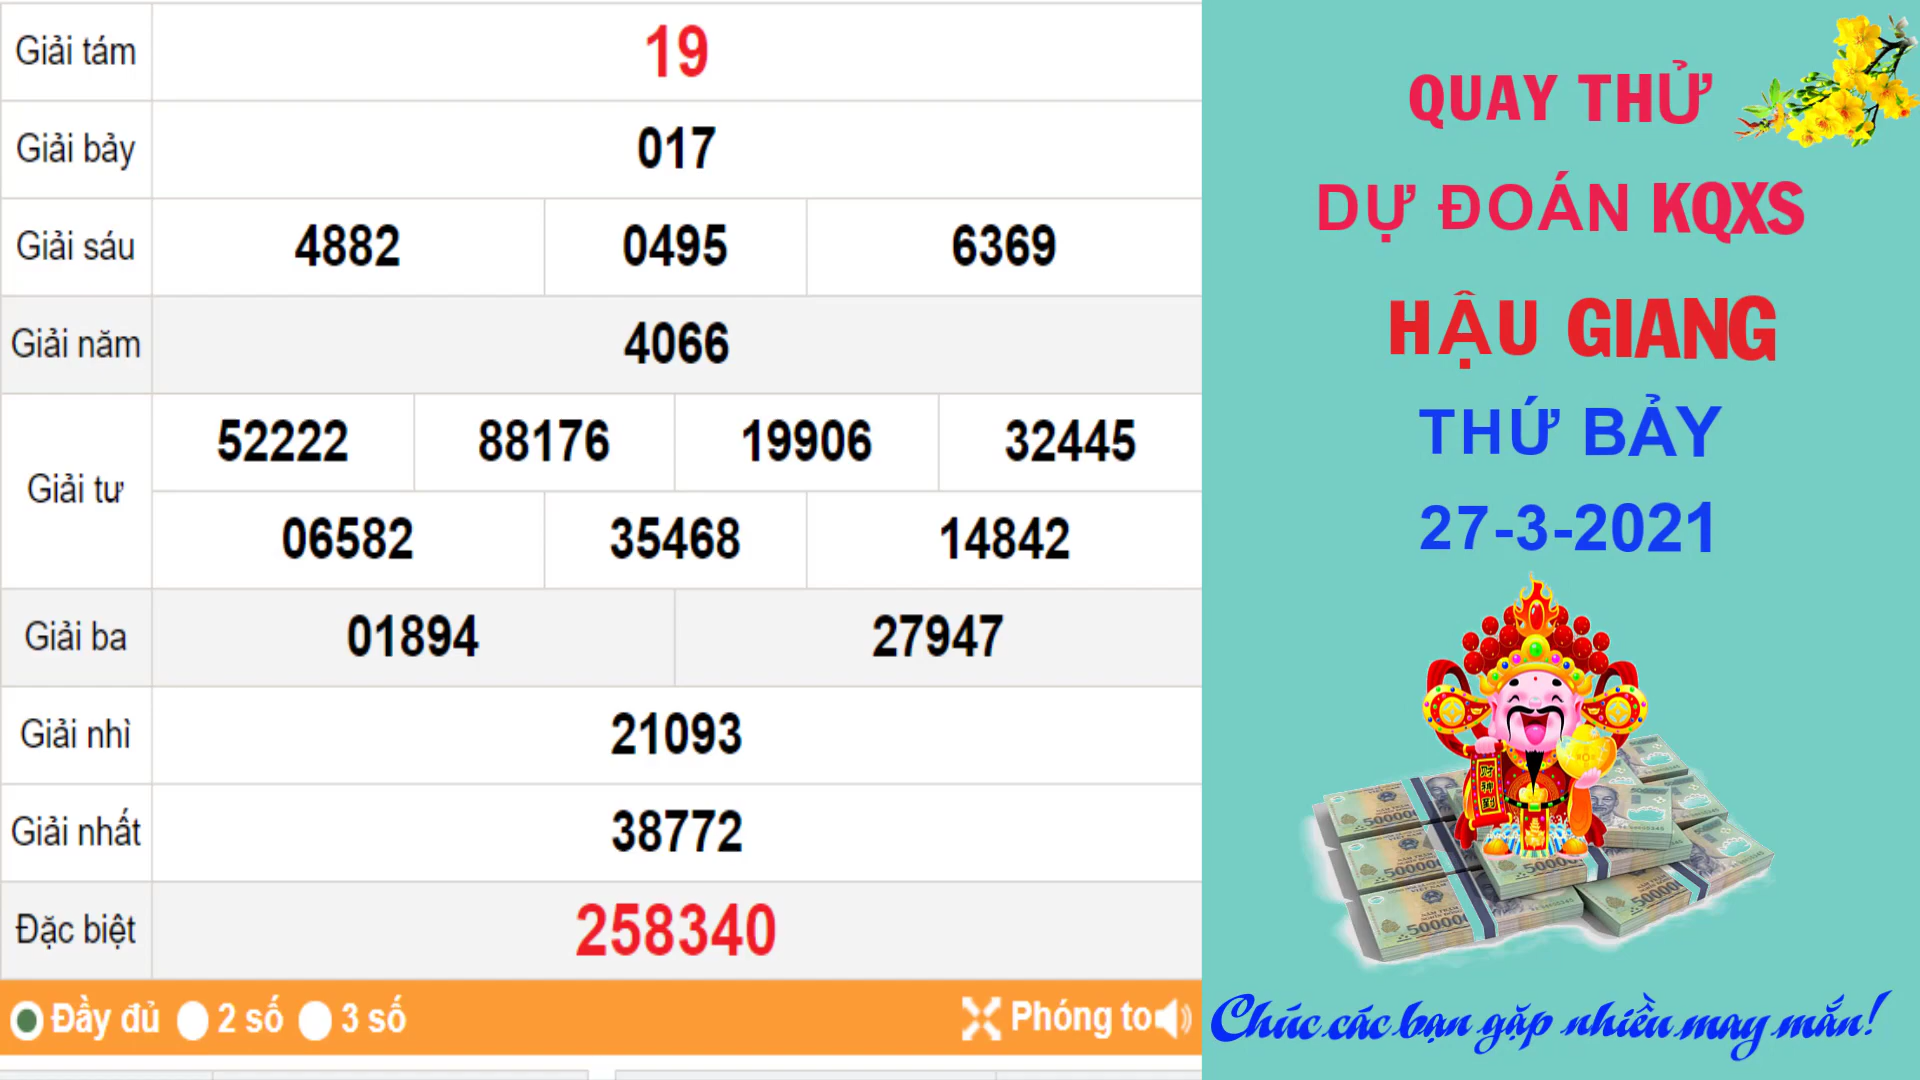 Giải tám 19
Giải bảy 017
Giải sáu 4882 0495 6369
Giải năm 4066
Giải tư 52222 88176 19906 32445
06582 35468 14842
Giải ba 01894 27947
Giải nhì 21093
Giải nhất 38772
Đặc biệt 258340
Đầy đủ 2 số 3 số Phóng to
QUAY THỬ
DỰ ĐOÁN KQXS
HẬU GIANG
THỨ BẢY
27-3-2021
Chúc các bạn gặp nhiều may mắn!